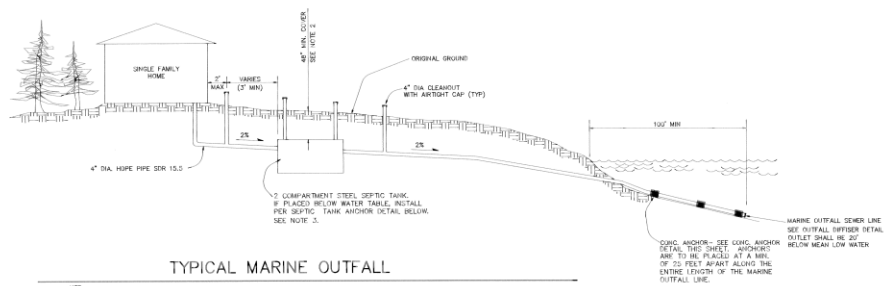 48" MIN. COVER
SEE NOTE 2
SINGLE FAMILY
HOME
2'
MAX
VARIES
(3' MIN)
ORIGINAL GROUND
4" DIA CLEANOUT
WITH AIRTIGHT CAP (TYP)
100' MIN
2%
2%
4" DIA. HDPE PIPE SDR 15.5
2 COMPARTMENT STEEL SEPTIC TANK.
IF PLACED BELOW WATER TABLE, INSTALL
PER SEPTIC TANK ANCHOR DETAIL BELOW.
SEE NOTE 3.
MARINE OUTFALL SEWER LINE
SEE OUTFALL DIFFISER DETAIL
OUTLET SHALL BE 20'
BELOW MEAN LOW WATER
CONC. ANCHOR- SEE CONC. ANCHOR
DETAIL THIS SHEET. ANCHORS
ARE TO BE PLACED AT A MIN.
OF 25 FEET APART ALONG THE
ENTIRE LENGTH OF THE MARINE
OUTFALL LINE.
TYPICAL MARINE OUTFALL